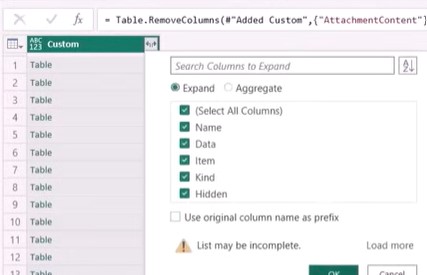 fx = Table.RemoveColumns(#"Added Custom",{"AttachmentContent"}
ABC 123 Custom
Search Columns to Expand
A Z
Expand Aggregate
1 Table
2 Table
3 Table
4 Table
5 Table
6 Table
7 Table
8 Table
9 Table
10 Table
11 Table
12 Table
13 Table
(Select All Columns)
Name
Data
Item
Kind
Hidden
Use original column name as prefix
List may be incomplete. Load more
OK Cancel